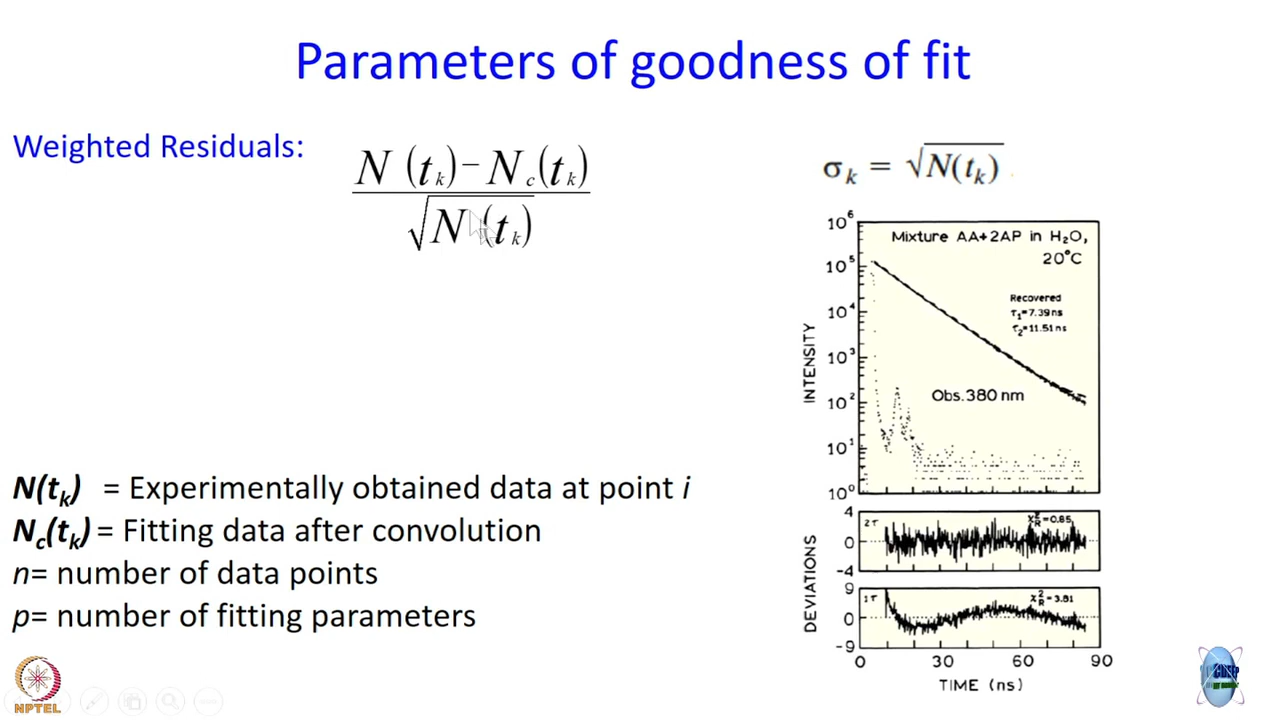 Parameters of goodness of fit
Weighted Residuals:
N (t_k) − N_c(t_k)
√N (t_k)
σ_k = √N(t_k)
N(t_k) = Experimentally obtained data at point i
N_c(t_k) = Fitting data after convolution
n= number of data points
p= number of fitting parameters
INTENSITY
10^6
10^5
10^4
10^3
10^2
10^1
10^0
Mixture AA+2AP in H₂O,
20°C
Recovered
τ₁=7.39 ns
τ₂=11.51 ns
Obs. 380 nm
DEVIATIONS
4
0
-4
2τ
χ²_R=0.85
9
0
-9
1τ
χ²_R=3.81
0 30 60 90
TIME (ns)
NPTEL